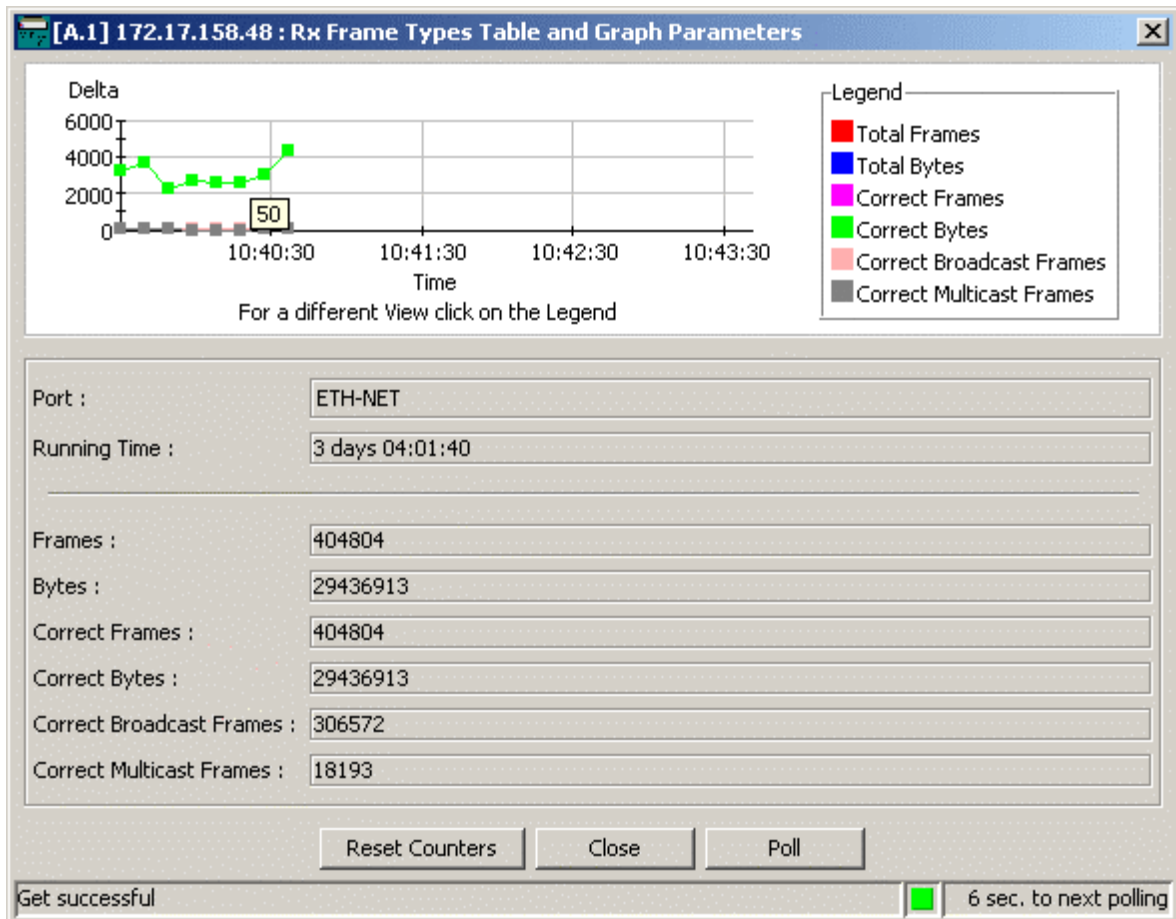 [A.1] 172.17.158.48 : Rx Frame Types Table and Graph Parameters
Delta
6000
4000
2000
0
50
10:40:30 10:41:30 10:42:30 10:43:30
Time
For a different View click on the Legend
Legend
Total Frames
Total Bytes
Correct Frames
Correct Bytes
Correct Broadcast Frames
Correct Multicast Frames
Port : ETH-NET
Running Time : 3 days 04:01:40
Frames : 404804
Bytes : 29436913
Correct Frames : 404804
Correct Bytes : 29436913
Correct Broadcast Frames : 306572
Correct Multicast Frames : 18193
Reset Counters Close Poll
Get successful 6 sec. to next polling